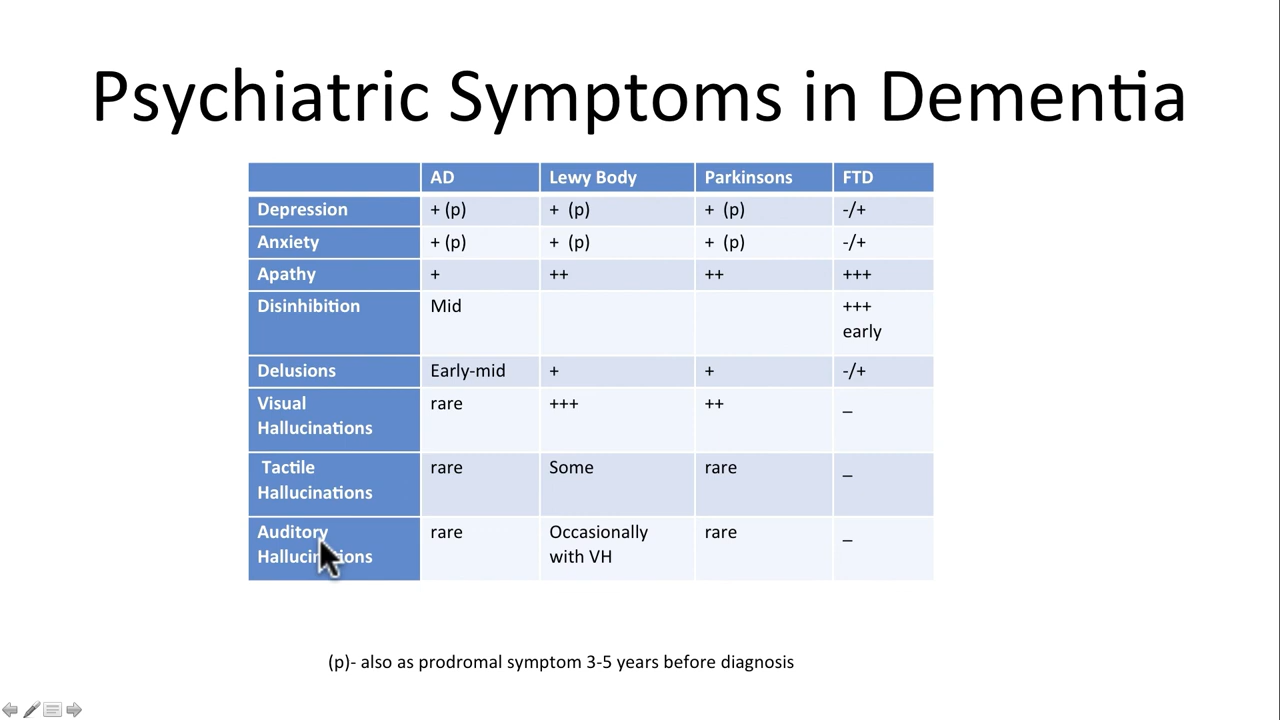 Psychiatric Symptoms in Dementia
AD Lewy Body Parkinsons FTD
Depression + (p) + (p) + (p) -/+
Anxiety + (p) + (p) + (p) -/+
Apathy + ++ ++ +++
Disinhibition Mid +++
early
Delusions Early-mid + + -/+
Visual rare +++ ++ _
Hallucinations
Tactile rare Some rare _
Hallucinations
Auditory rare Occasionally rare _
Hallucinations with VH
(p)- also as prodromal symptom 3-5 years before diagnosis